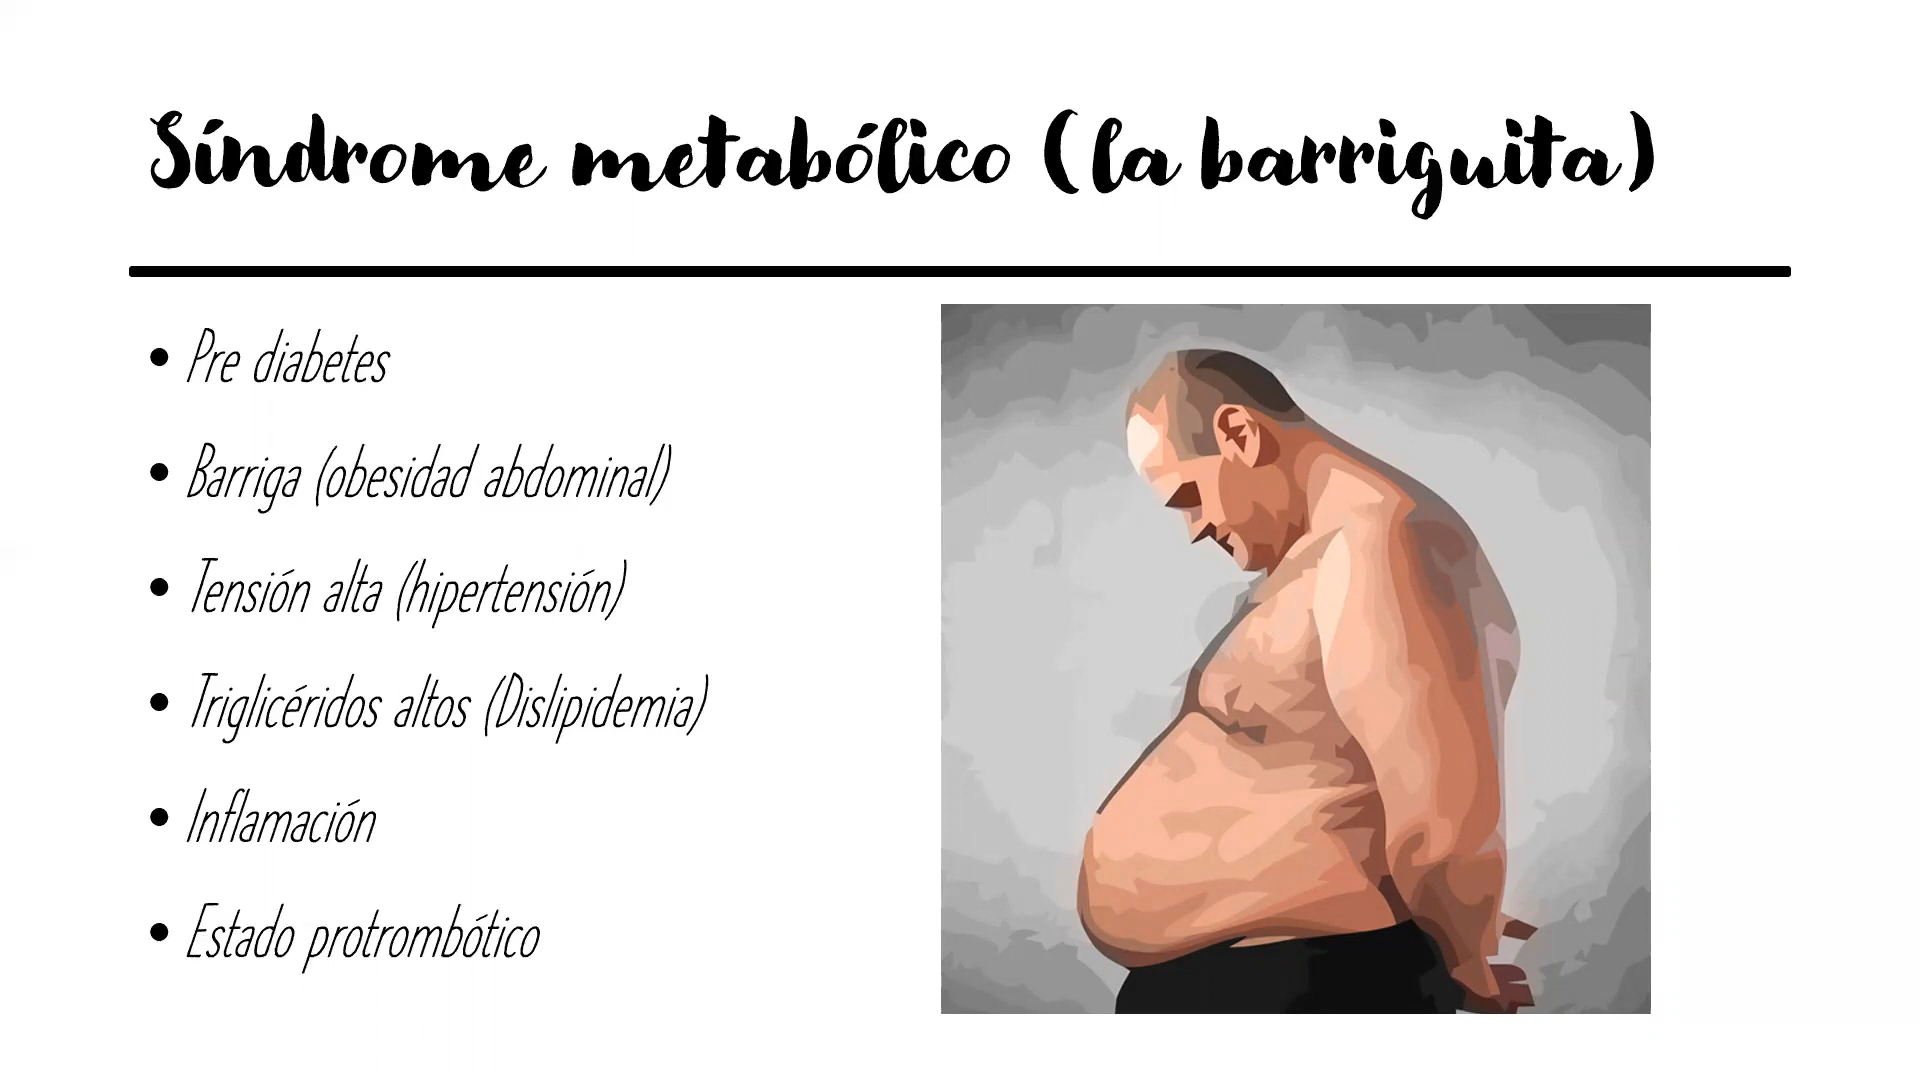 Síndrome metabólico (la barriguita)
• Pre diabetes
• Barriga (obesidad abdominal)
• Tensión alta (hipertensión)
• Triglicéridos altos (Dislipidemia)
• Inflamación
• Estado protrombótico